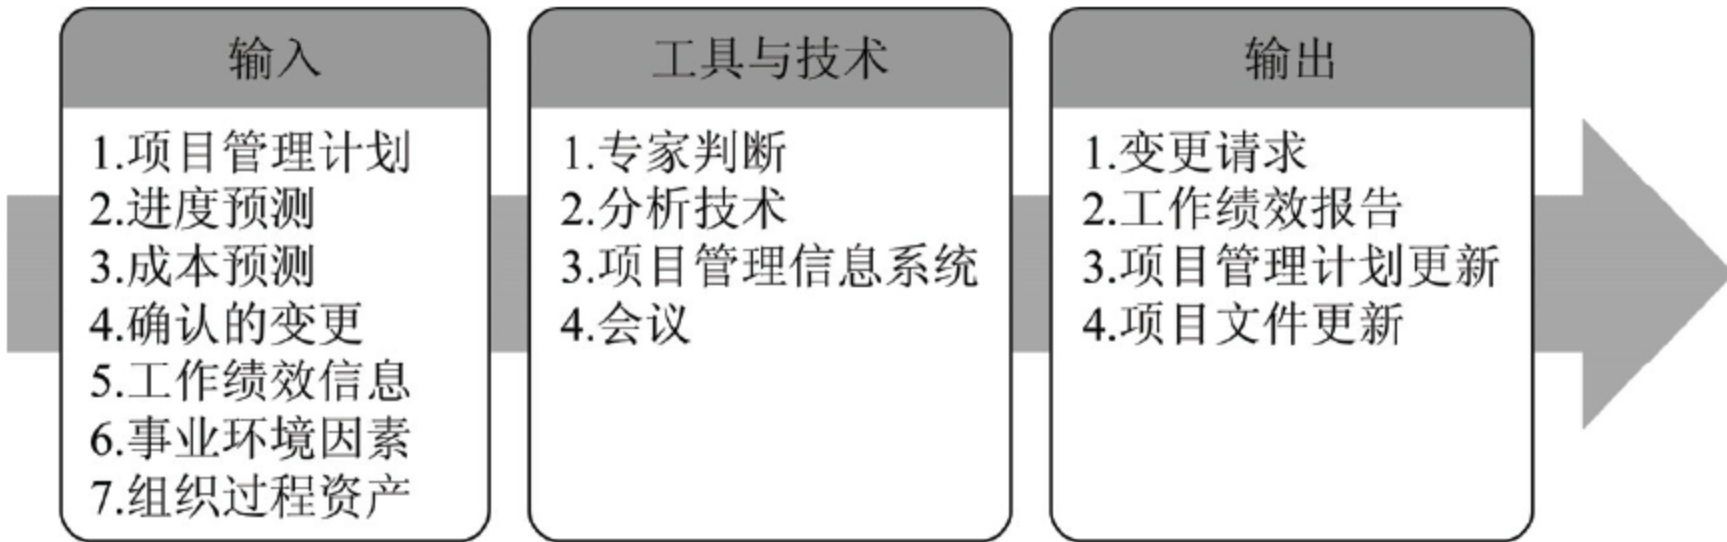 输入
1.项目管理计划
2.进度预测
3.成本预测
4.确认的变更
5.工作绩效信息
6.事业环境因素
7.组织过程资产
工具与技术
1.专家判断
2.分析技术
3.项目管理信息系统
4.会议
输出
1.变更请求
2.工作绩效报告
3.项目管理计划更新
4.项目文件更新